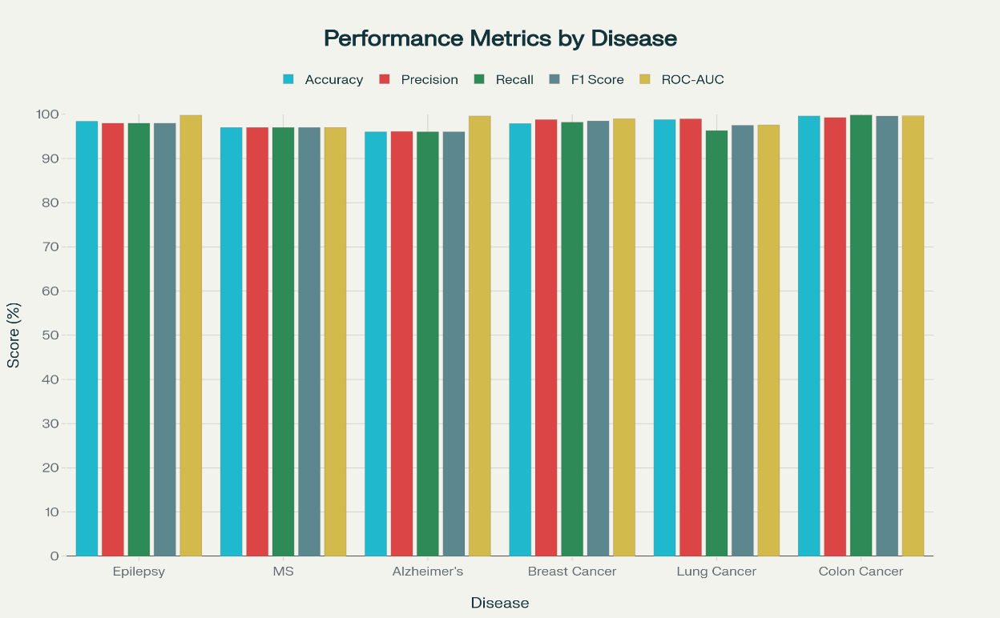 Performance Metrics by Disease
Accuracy Precision Recall F1 Score ROC-AUC
100
90
80
70
60
50
40
30
20
10
0
Score (%)
Epilepsy MS Alzheimer's Breast Cancer Lung Cancer Colon Cancer
Disease